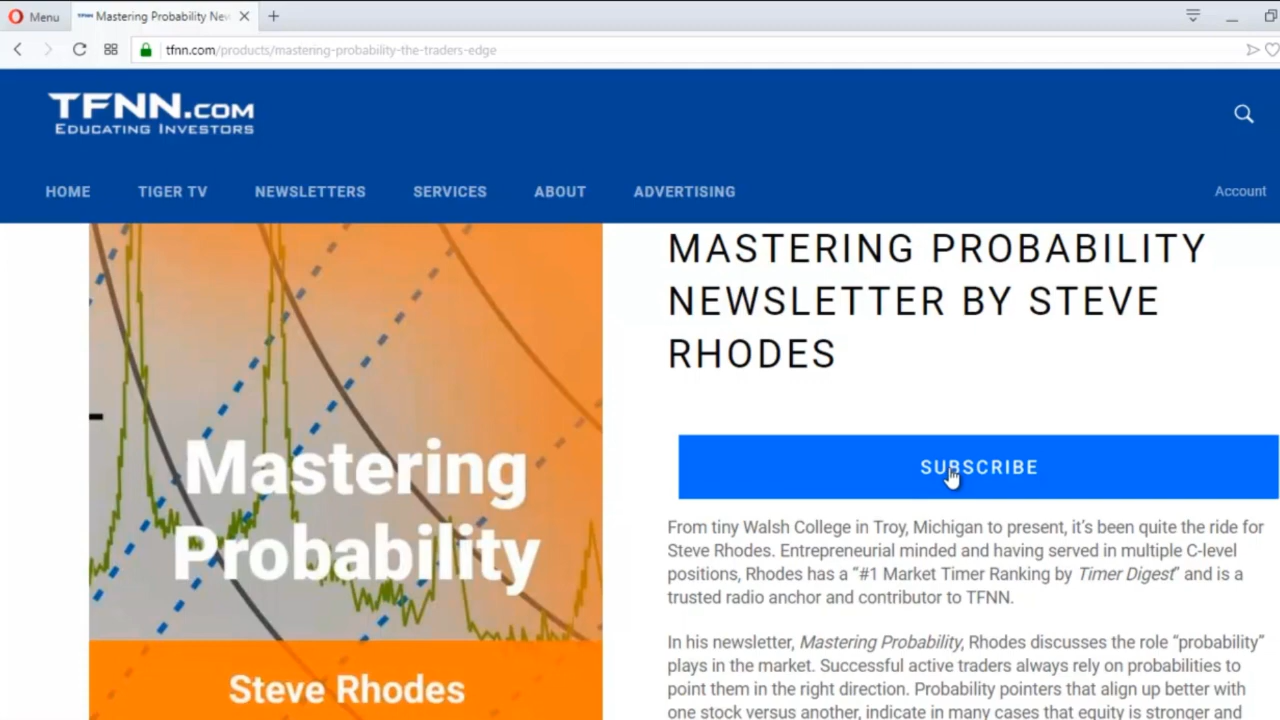 Menu
Mastering Probability New
tfnn.com/products/mastering-probability-the-traders-edge
TFNN.COM
EDUCATING INVESTORS
HOME TIGER TV NEWSLETTERS SERVICES ABOUT ADVERTISING Account
Mastering
Probability
Steve Rhodes
MASTERING PROBABILITY
NEWSLETTER BY STEVE
RHODES
SUBSCRIBE
From tiny Walsh College in Troy, Michigan to present, it's been quite the ride for
Steve Rhodes. Entrepreneurial minded and having served in multiple C-level
positions, Rhodes has a “#1 Market Timer Ranking by Timer Digest” and is a
trusted radio anchor and contributor to TFNN.
In his newsletter, Mastering Probability, Rhodes discusses the role “probability”
plays in the market. Successful active traders always rely on probabilities to
point them in the right direction. Probability pointers that align up better with
one stock versus another, indicate in many cases that equity is stronger and